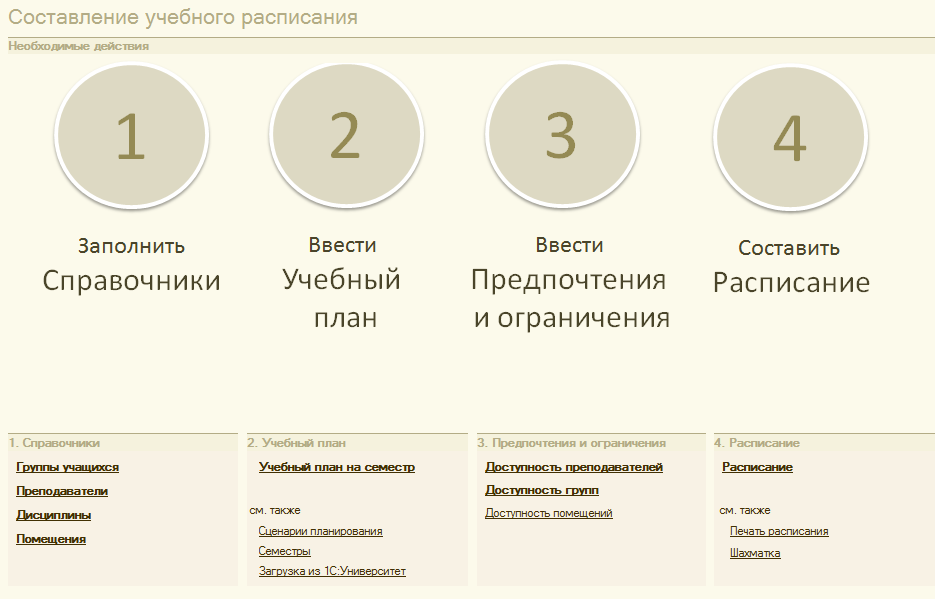 Составление учебного расписания
Необходимые действия
1
2
3
4
Заполнить
Справочники
Ввести
Учебный
план
Ввести
Предпочтения
и ограничения
Составить
Расписание
1. Справочники
Группы учащихся
Преподаватели
Дисциплины
Помещения
2. Учебный план
Учебный план на семестр
см. также
Сценарии планирования
Семестры
Загрузка из 1С:Университет
3. Предпочтения и ограничения
Доступность преподавателей
Доступность групп
Доступность помещений
4. Расписание
Расписание
см. также
Печать расписания
Шахматка